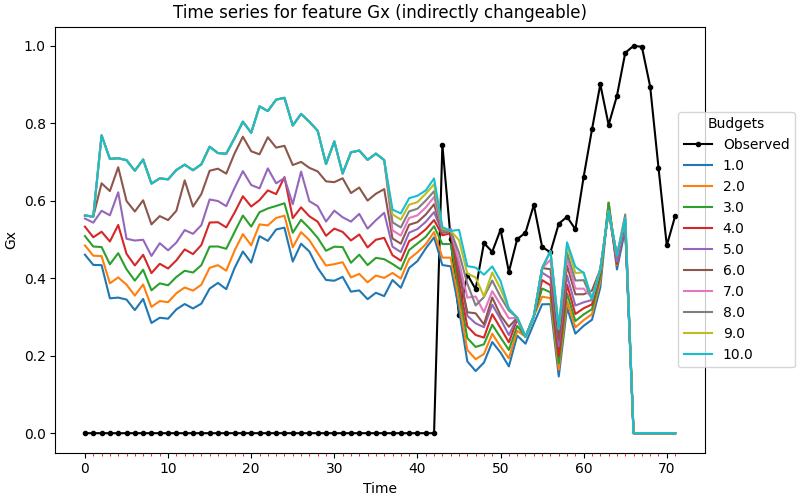 Time series for feature Gx (indirectly changeable)
1.0
0.8
0.6
0.4
0.2
0.0
Gx
0 10 20 30 40 50 60 70
Time
Budgets
Observed
1.0
2.0
3.0
4.0
5.0
6.0
7.0
8.0
9.0
10.0